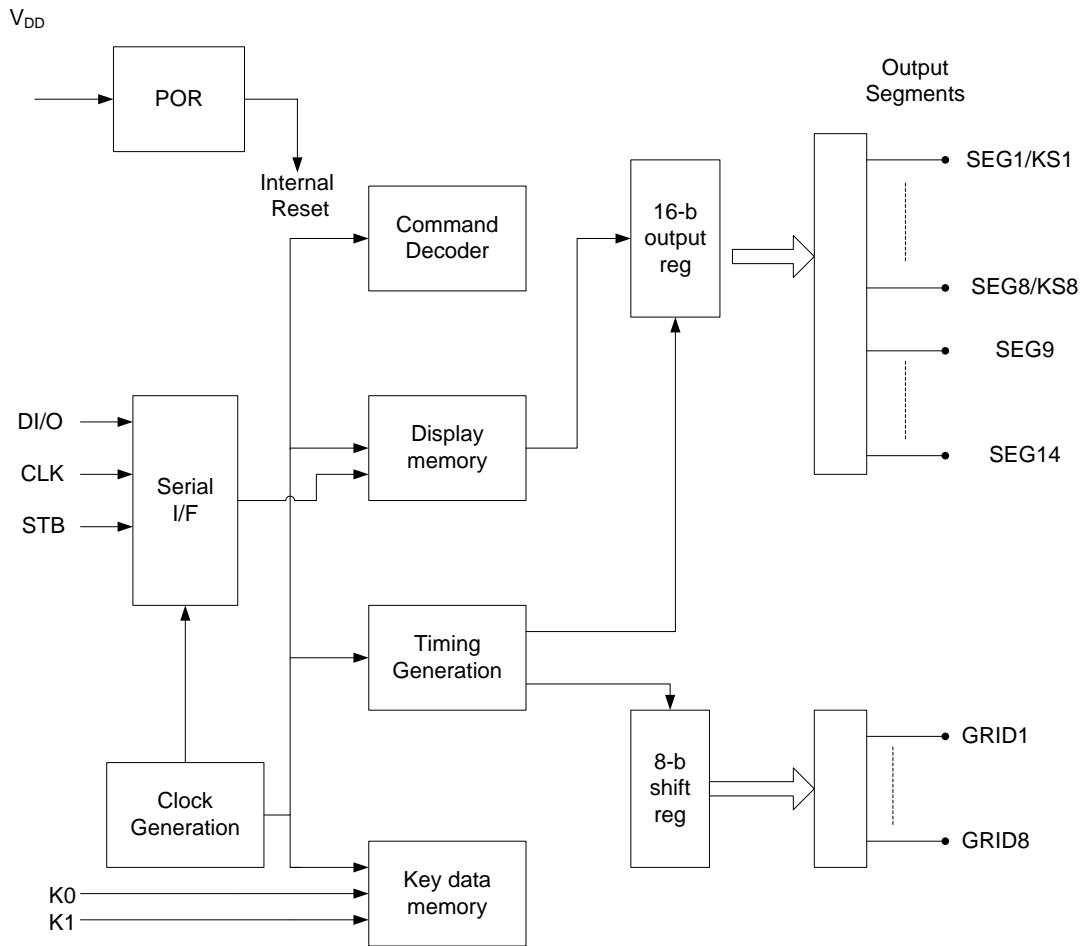 VDD
POR
Internal
Reset
Output
Segments
Command
Decoder
16-b
output
reg
SEG1/KS1
SEG8/KS8
SEG9
SEG14
DI/O
CLK
STB
Serial
I/F
Display
memory
Timing
Generation
Clock
Generation
8-b
shift
reg
GRID1
GRID8
K0
K1
Key data
memory